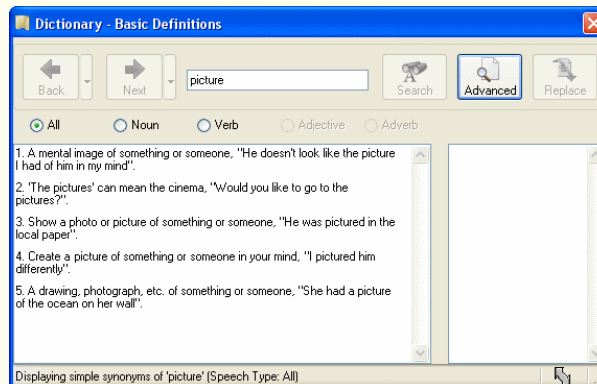 Dictionary - Basic Definitions
Back
Next
picture
Search
Advanced
Replace
All
Noun
Verb
Adjective
Adverb
1. A mental image of something or someone, "He doesn't look like the picture
I had of him in my mind".
2. 'The pictures' can mean the cinema, "Would you like to go to the
pictures?".
3. Show a photo or picture of something or someone, "He was pictured in the
local paper".
4. Create a picture of something or someone in your mind, "I pictured him
differently".
5. A drawing, photograph, etc. of something or someone, "She had a picture
of the ocean on her wall".
Displaying simple synonyms of 'picture' (Speech Type: All)